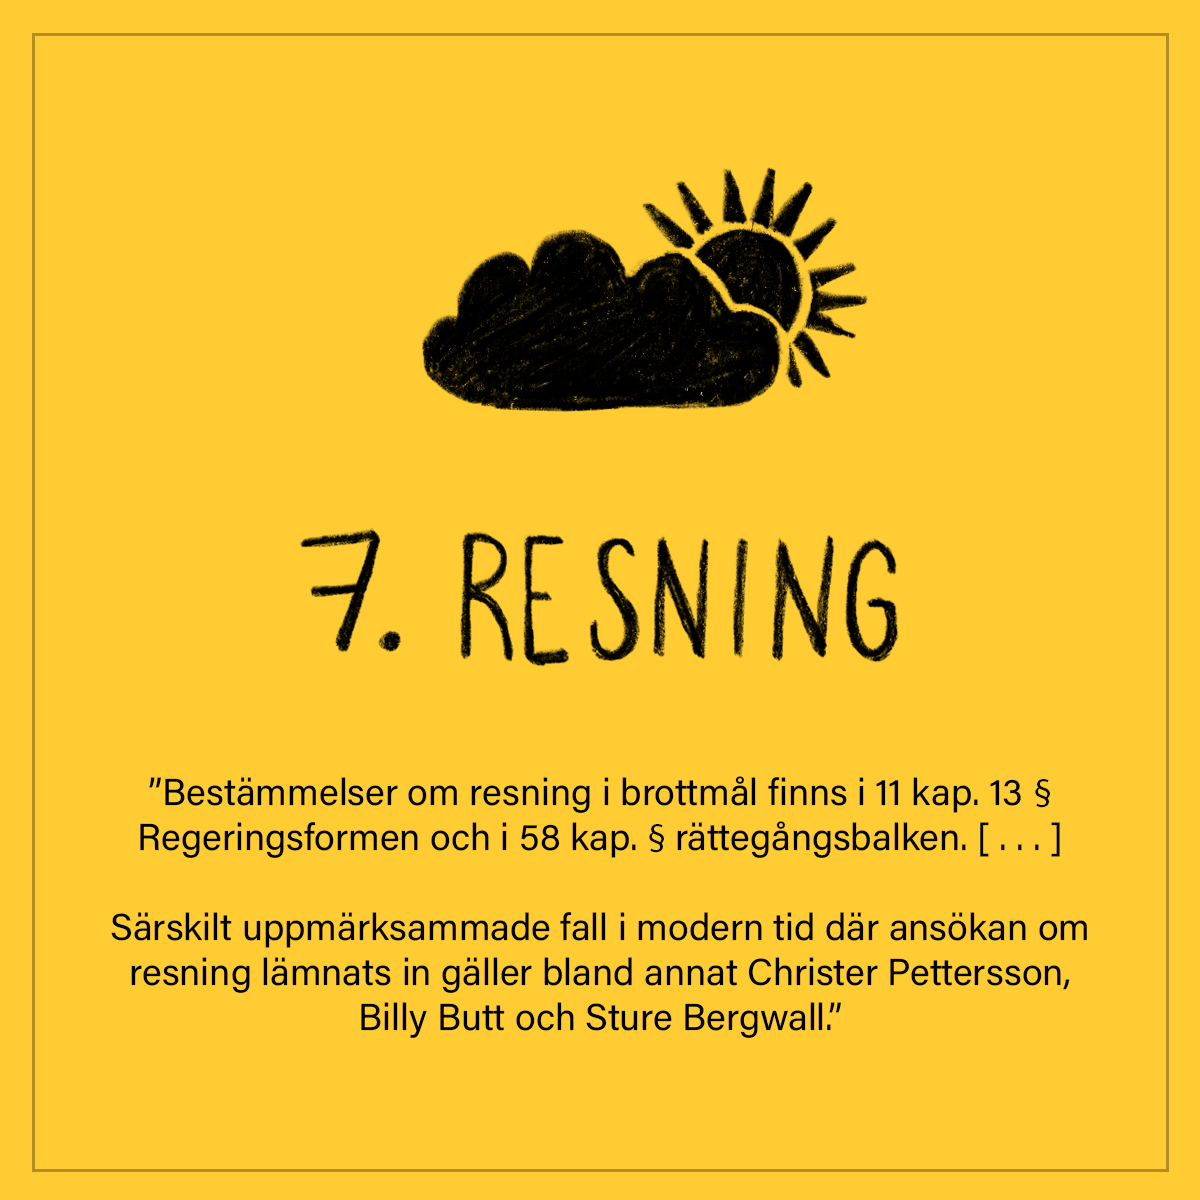 7. RESNING
”Bestämmelser om resning i brottmål finns i 11 kap. 13 §
Regeringsformen och i 58 kap. § rättegångsbalken. [ . . . ]
Särskilt uppmärksammade fall i modern tid där ansökan om
resning lämnats in gäller bland annat Christer Pettersson,
Billy Butt och Sture Bergwall.”